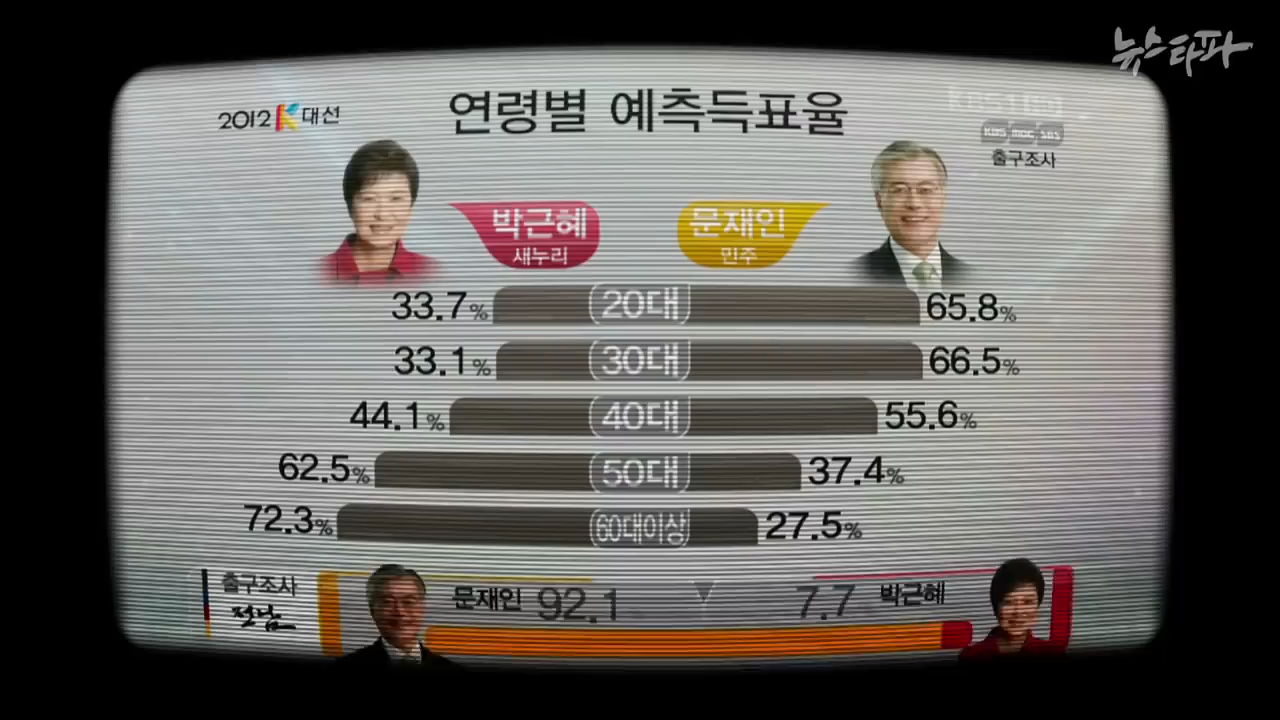 뉴스타파
2012 K 대선
연령별 예측득표율
KBS1 HD
KBS MBC SBS
출구조사
박근혜
새누리
문재인
민주
33.7% 20대 65.8%
33.1% 30대 66.5%
44.1% 40대 55.6%
62.5% 50대 37.4%
72.3% 60대이상 27.5%
출구조사
전남
문재인 92.1
7.7 박근혜